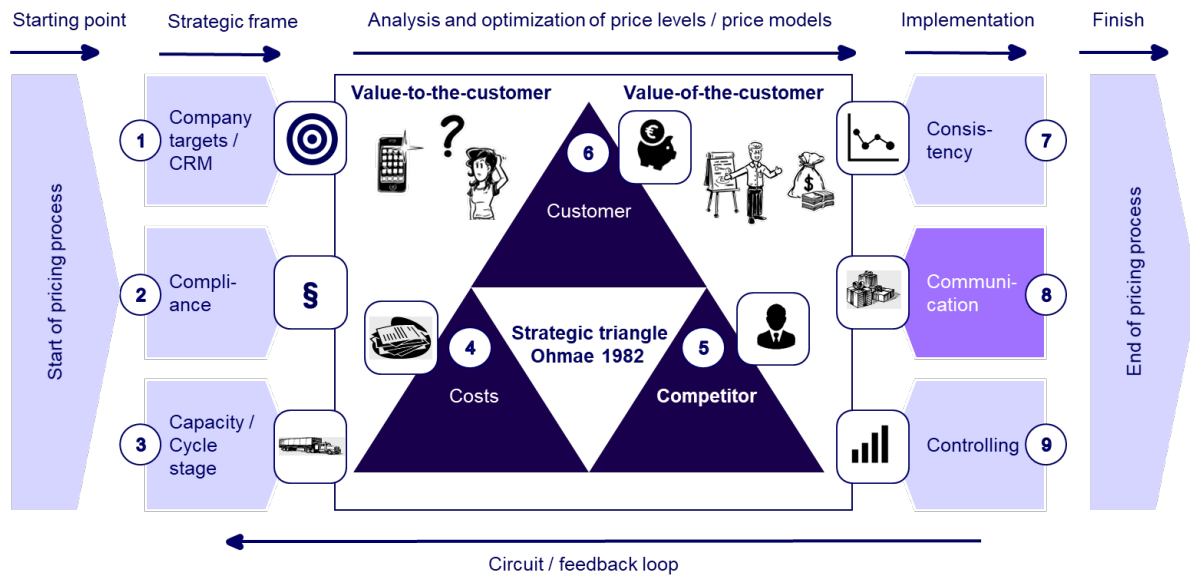 Starting point
Strategic frame
Analysis and optimization of price levels / price models
Implementation
Finish
Start of pricing process
1
Company
targets /
CRM
2
Compli-
ance
§
3
Capacity /
Cycle
stage
Value-to-the-customer
Value-of-the-customer
?
€
$
6
Customer
Strategic triangle
Ohmae 1982
4
Costs
5
Competitor
Consis-
tency
7
Communi-
cation
8
Controlling
9
End of pricing process
Circuit / feedback loop